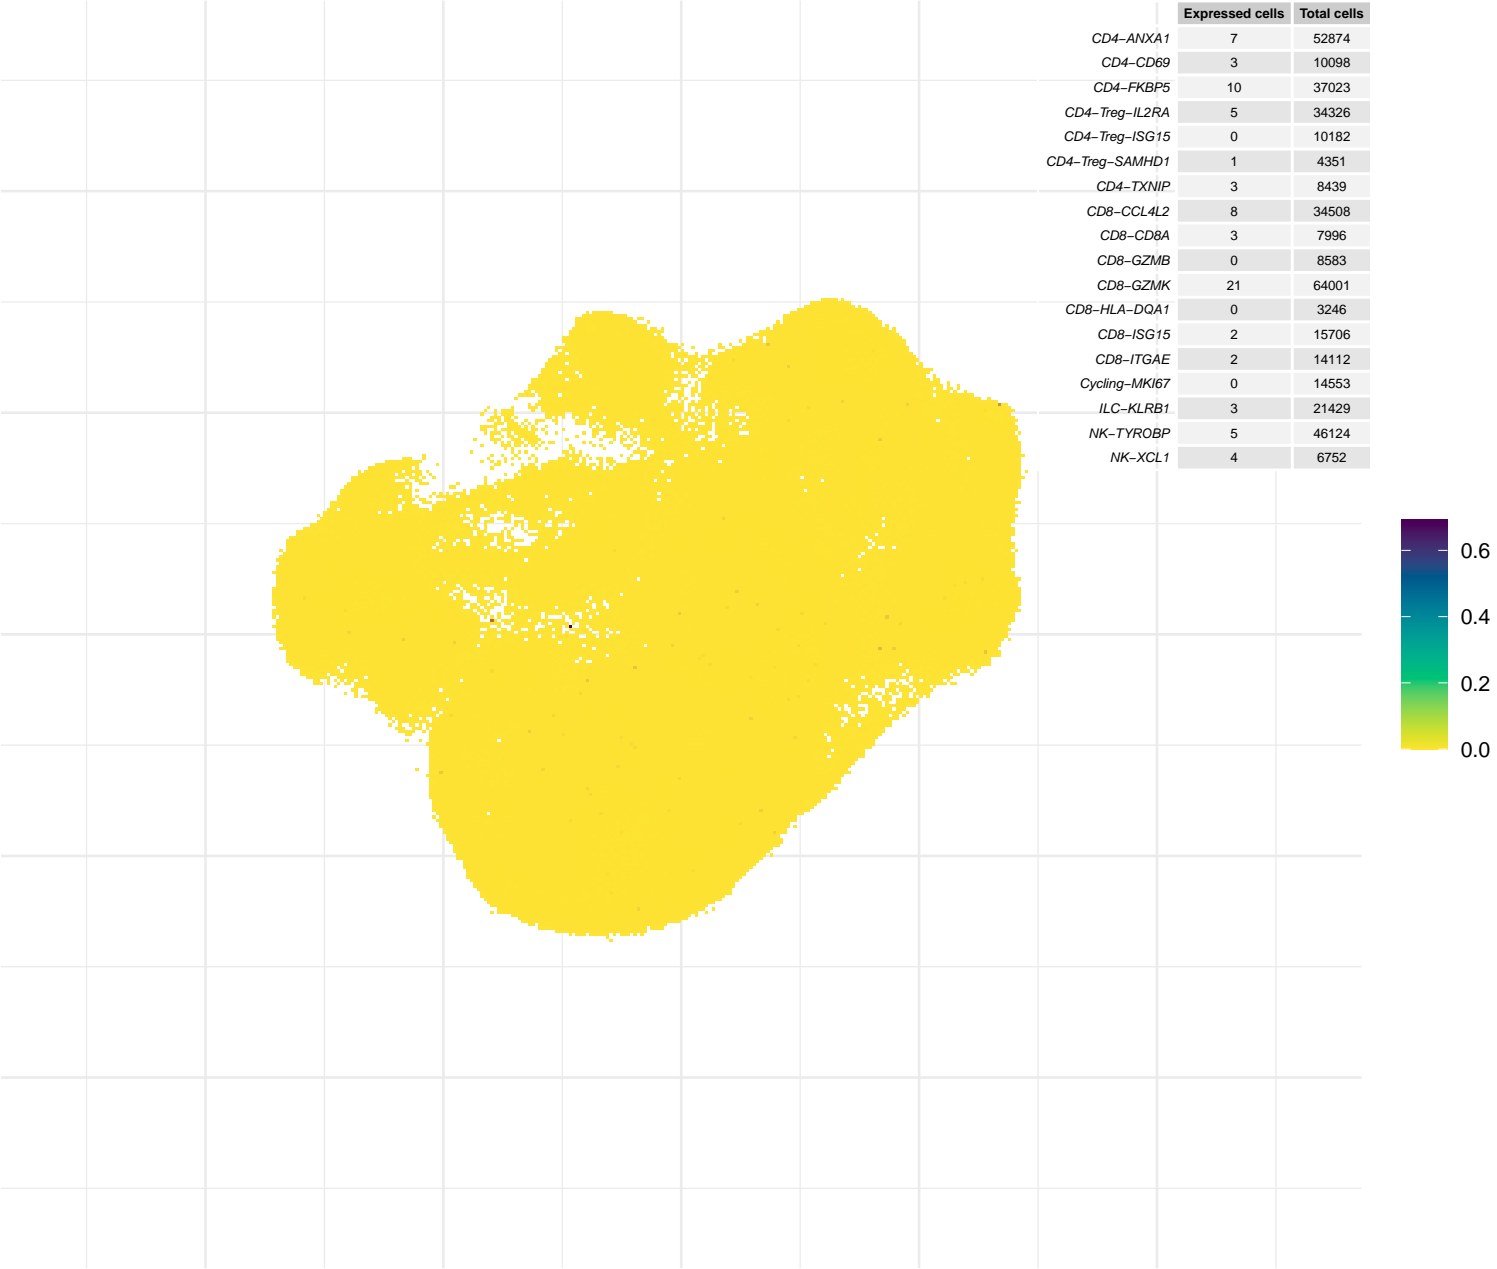 Expressed cells Total cells
CD4−ANXA1 7 52874
CD4−CD69 3 10098
CD4−FKBP5 10 37023
CD4−Treg−IL2RA 5 34326
CD4−Treg−ISG15 0 10182
CD4−Treg−SAMHD1 1 4351
CD4−TXNIP 3 8439
CD8−CCL4L2 8 34508
CD8−CD8A 3 7996
CD8−GZMB 0 8583
CD8−GZMK 21 64001
CD8−HLA−DQA1 0 3246
CD8−ISG15 2 15706
CD8−ITGAE 2 14112
Cycling−MKI67 0 14553
ILC−KLRB1 3 21429
NK−TYROBP 5 46124
NK−XCL1 4 6752
0.6
0.4
0.2
0.0